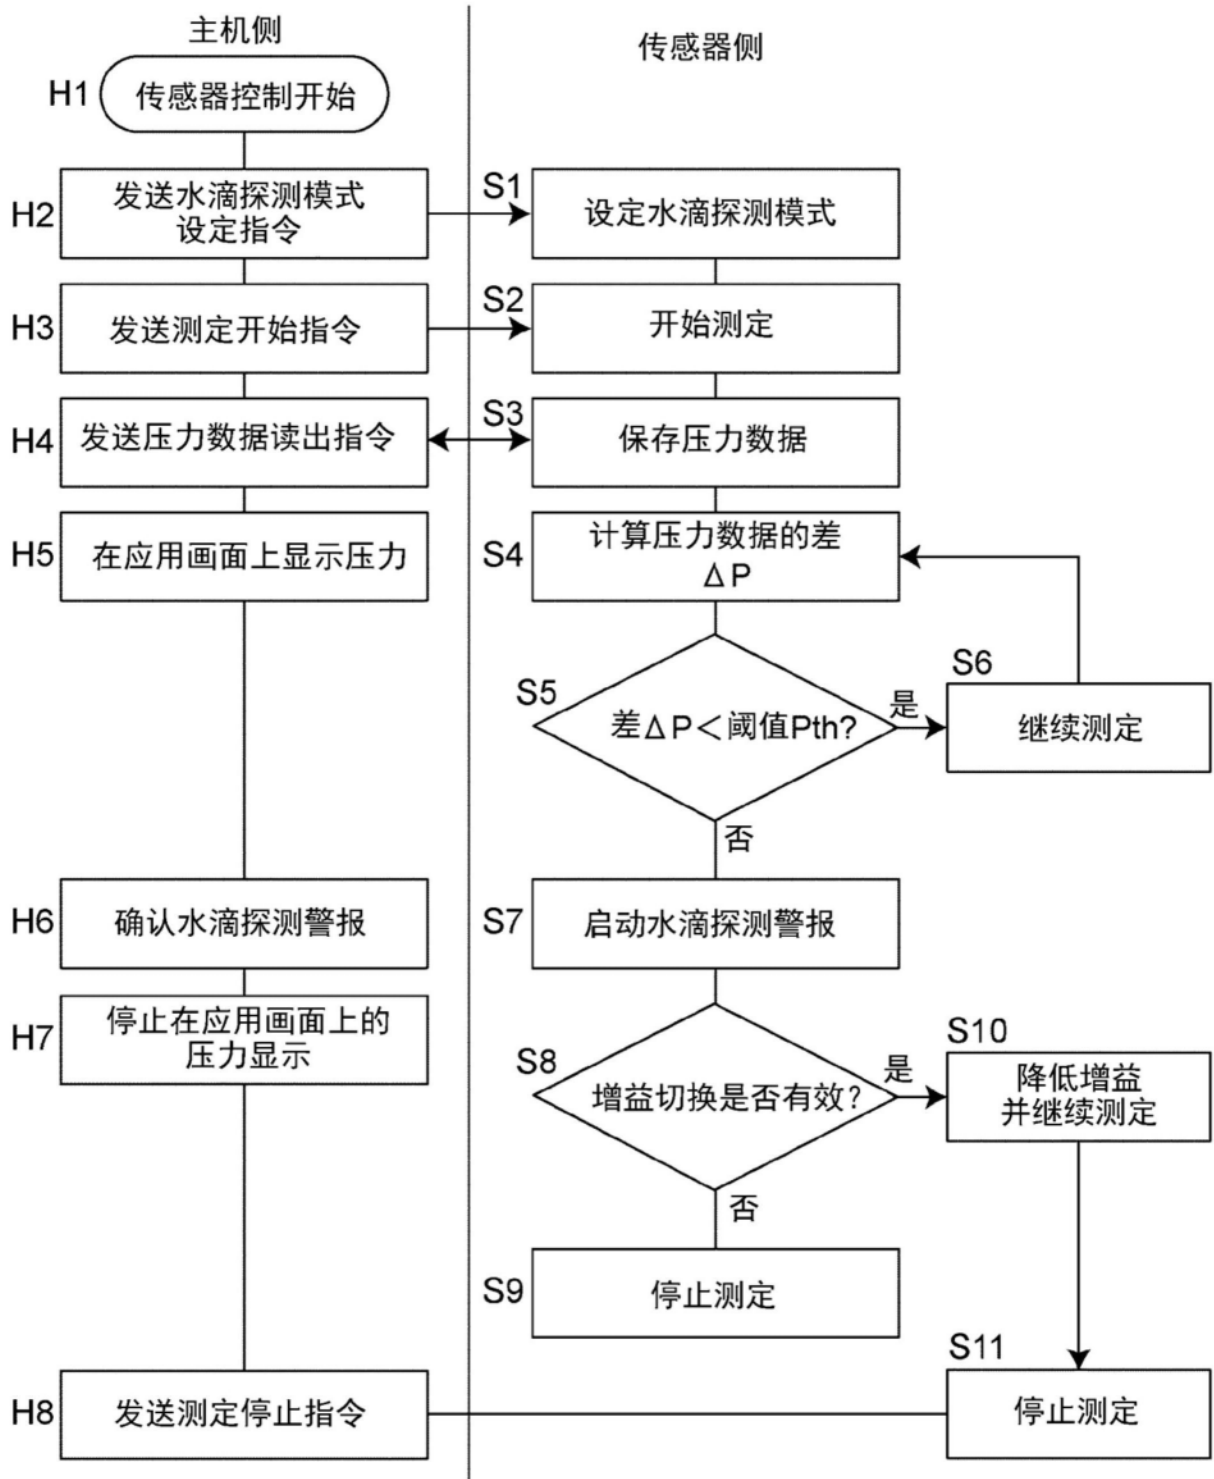 主机侧
H1
传感器控制开始
H2
发送水滴探测模式
设定指令
H3
发送测定开始指令
H4
发送压力数据读出指令
H5
在应用画面上显示压力
H6
确认水滴探测警报
H7
停止在应用画面上的
压力显示
H8
发送测定停止指令
传感器侧
S1
设定水滴探测模式
S2
开始测定
S3
保存压力数据
S4
计算压力数据的差
ΔP
S5
差ΔP<阈值Pth?
是
S6
继续测定
否
S7
启动水滴探测警报
S8
增益切换是否有效?
是
S10
降低增益
并继续测定
否
S9
停止测定
S11
停止测定